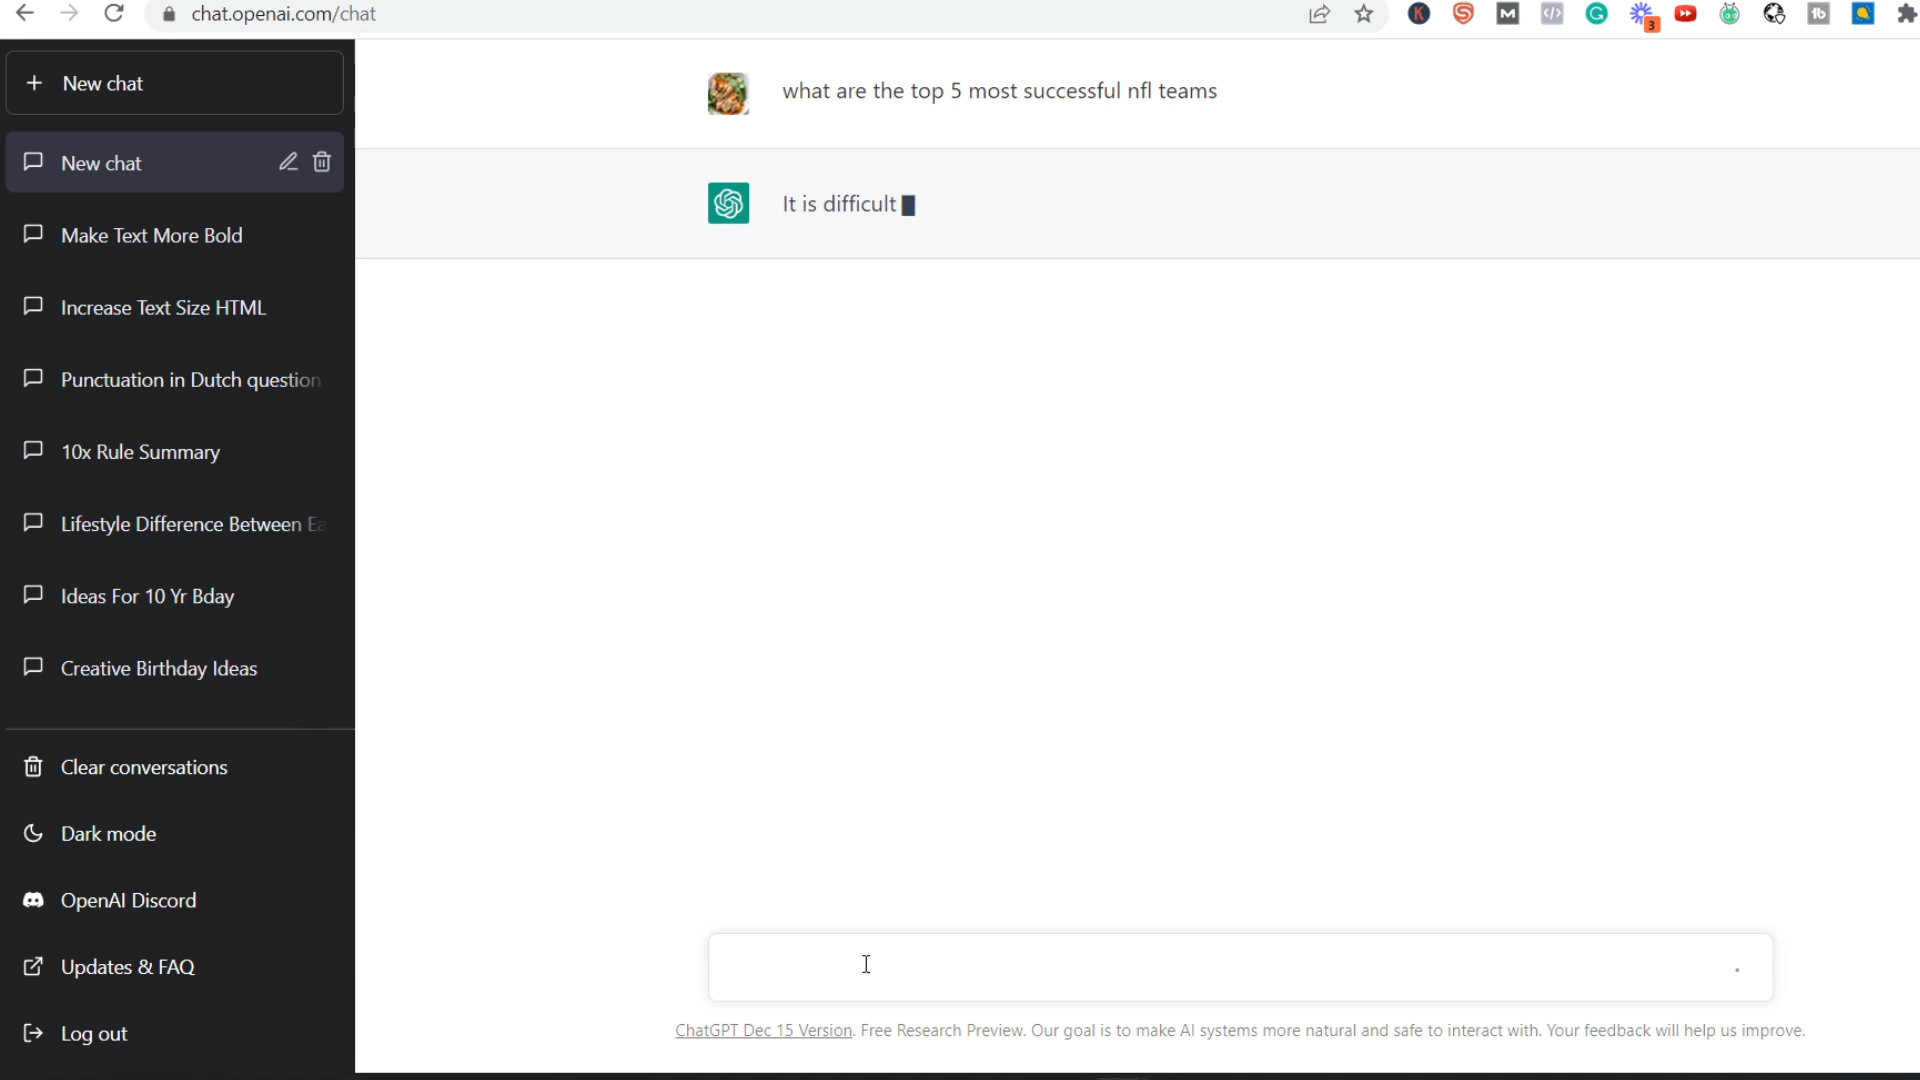 chat.openai.com/chat
3
New chat
New chat
Make Text More Bold
Increase Text Size HTML
Punctuation in Dutch question
10x Rule Summary
Lifestyle Difference Between Ea
Ideas For 10 Yr Bday
Creative Birthday Ideas
Clear conversations
Dark mode
OpenAI Discord
Updates & FAQ
Log out
what are the top 5 most successful nfl teams
It is difficult
ChatGPT Dec 15 Version. Free Research Preview. Our goal is to make AI systems more natural and safe to interact with. Your feedback will help us improve.